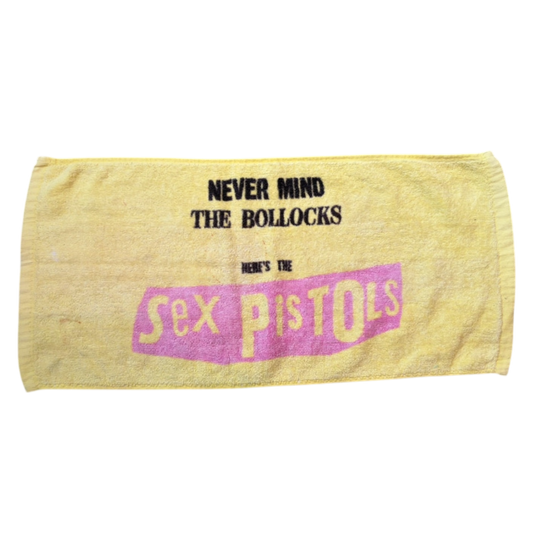 NEVER MIND
THE BOLLOCKS
HERE'S THE
SeX PiSTOLS